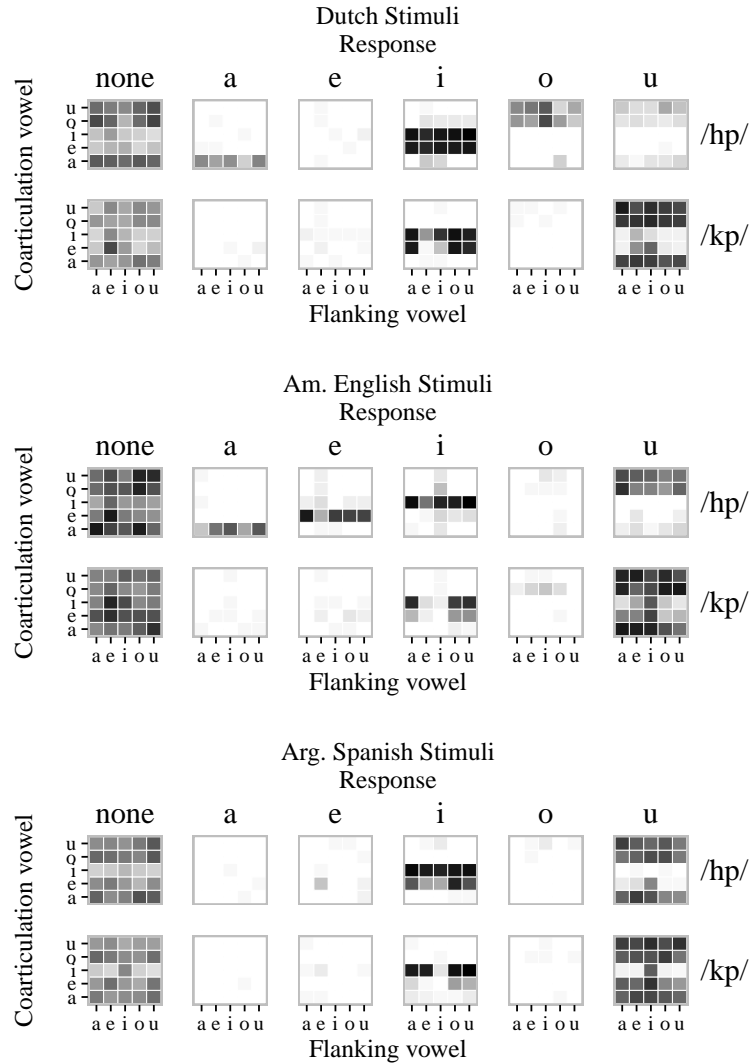 Dutch Stimuli
Response
none a e i o u
Coarticulation vowel
u
o
i
e
a
/hp/
u
o
i
e
a
/kp/
a e i o u a e i o u a e i o u a e i o u a e i o u a e i o u
Flanking vowel
Am. English Stimuli
Response
none a e i o u
Coarticulation vowel
u
o
i
e
a
/hp/
u
o
i
e
a
/kp/
a e i o u a e i o u a e i o u a e i o u a e i o u a e i o u
Flanking vowel
Arg. Spanish Stimuli
Response
none a e i o u
Coarticulation vowel
u
o
i
e
a
/hp/
u
o
i
e
a
/kp/
a e i o u a e i o u a e i o u a e i o u a e i o u a e i o u
Flanking vowel